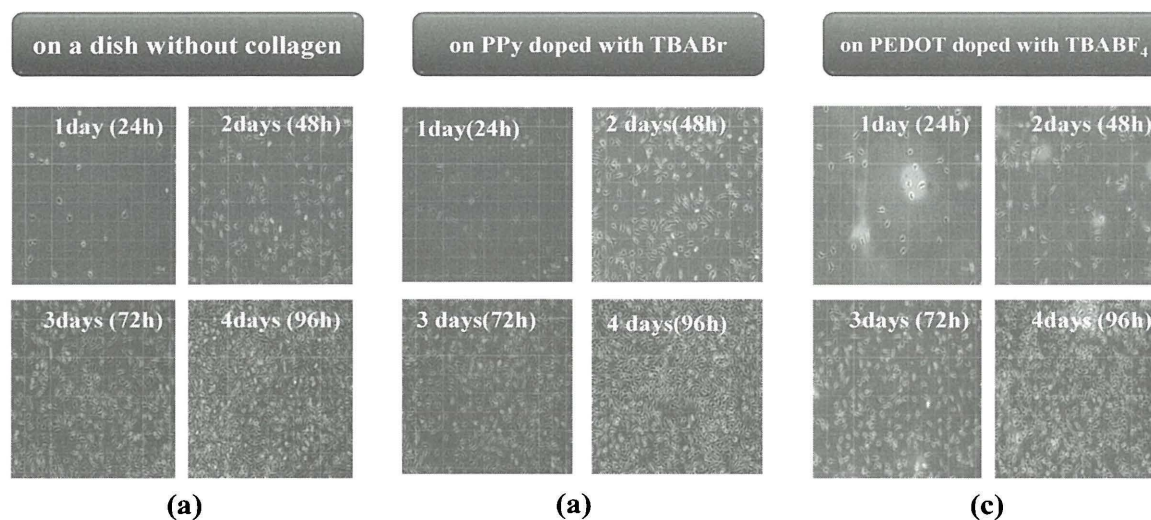 on a dish without collagen
on PPy doped with TBABr
on PEDOT doped with TBABF₄
1day (24h)
2days (48h)
1day(24h)
2 days(48h)
1day (24h)
2days (48h)
3days (72h)
4days (96h)
3 days(72h)
4 days(96h)
3days (72h)
4days (96h)
(a)
(a)
(c)